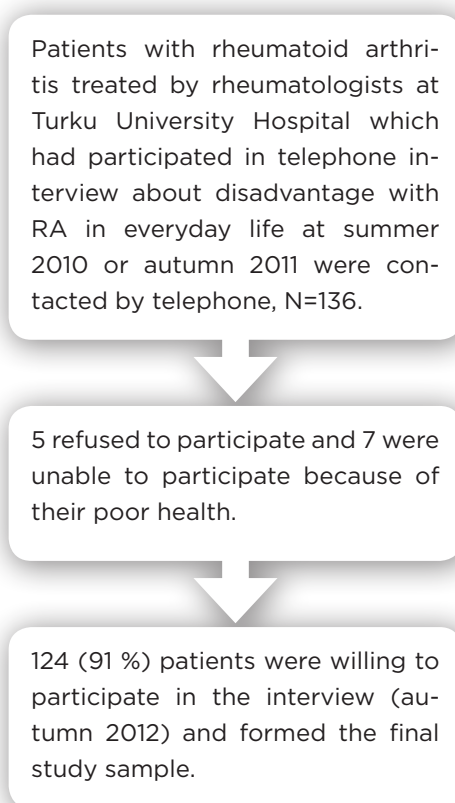 Patients with rheumatoid arthri-
tis treated by rheumatologists at
Turku University Hospital which
had participated in telephone in-
terview about disadvantage with
RA in everyday life at summer
2010 or autumn 2011 were con-
tacted by telephone, N=136.
5 refused to participate and 7 were
unable to participate because of
their poor health.
124 (91 %) patients were willing to
participate in the interview (au-
tumn 2012) and formed the final
study sample.